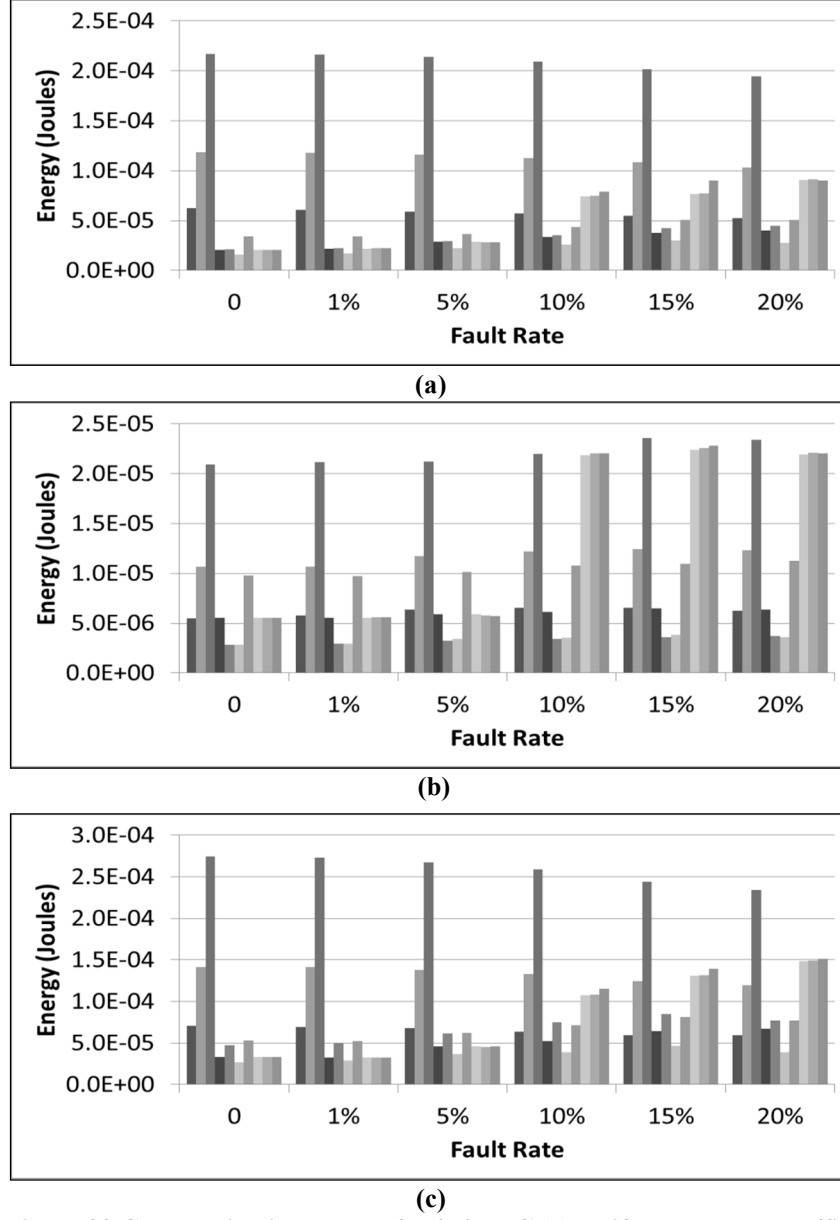 2.5E-04
2.0E-04
1.5E-04
1.0E-04
5.0E-05
0.0E+00
Energy (Joules)
0 1% 5% 10% 15% 20%
Fault Rate
(a)
2.5E-05
2.0E-05
1.5E-05
1.0E-05
5.0E-06
0.0E+00
Energy (Joules)
0 1% 5% 10% 15% 20%
Fault Rate
(b)
3.0E-04
2.5E-04
2.0E-04
1.5E-04
1.0E-04
5.0E-05
0.0E+00
Energy (Joules)
0 1% 5% 10% 15% 20%
Fault Rate
(c)